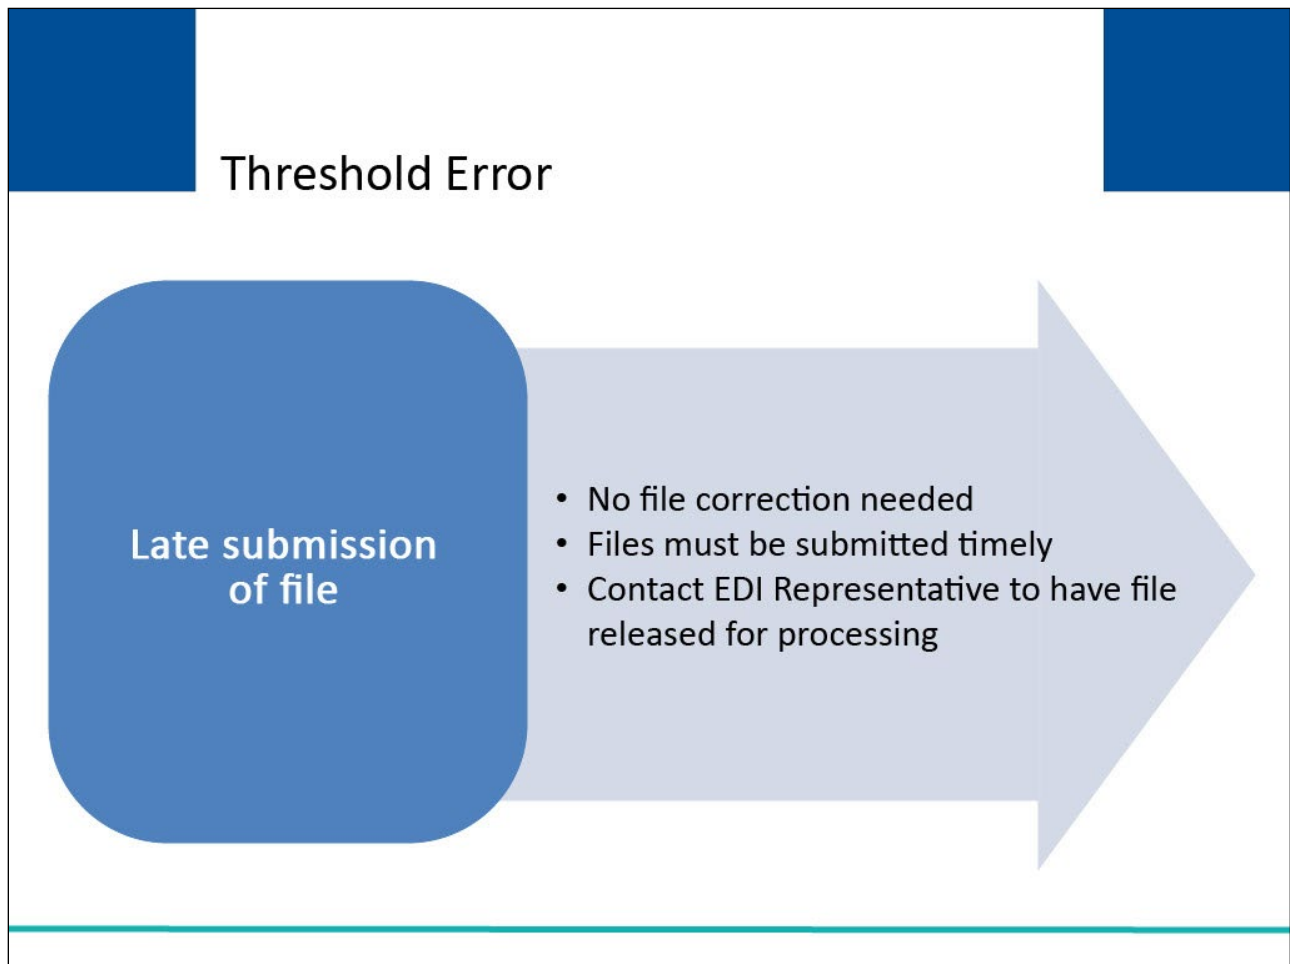 Threshold Error
Late submission
of file
• No file correction needed
• Files must be submitted timely
• Contact EDI Representative to have file
released for processing